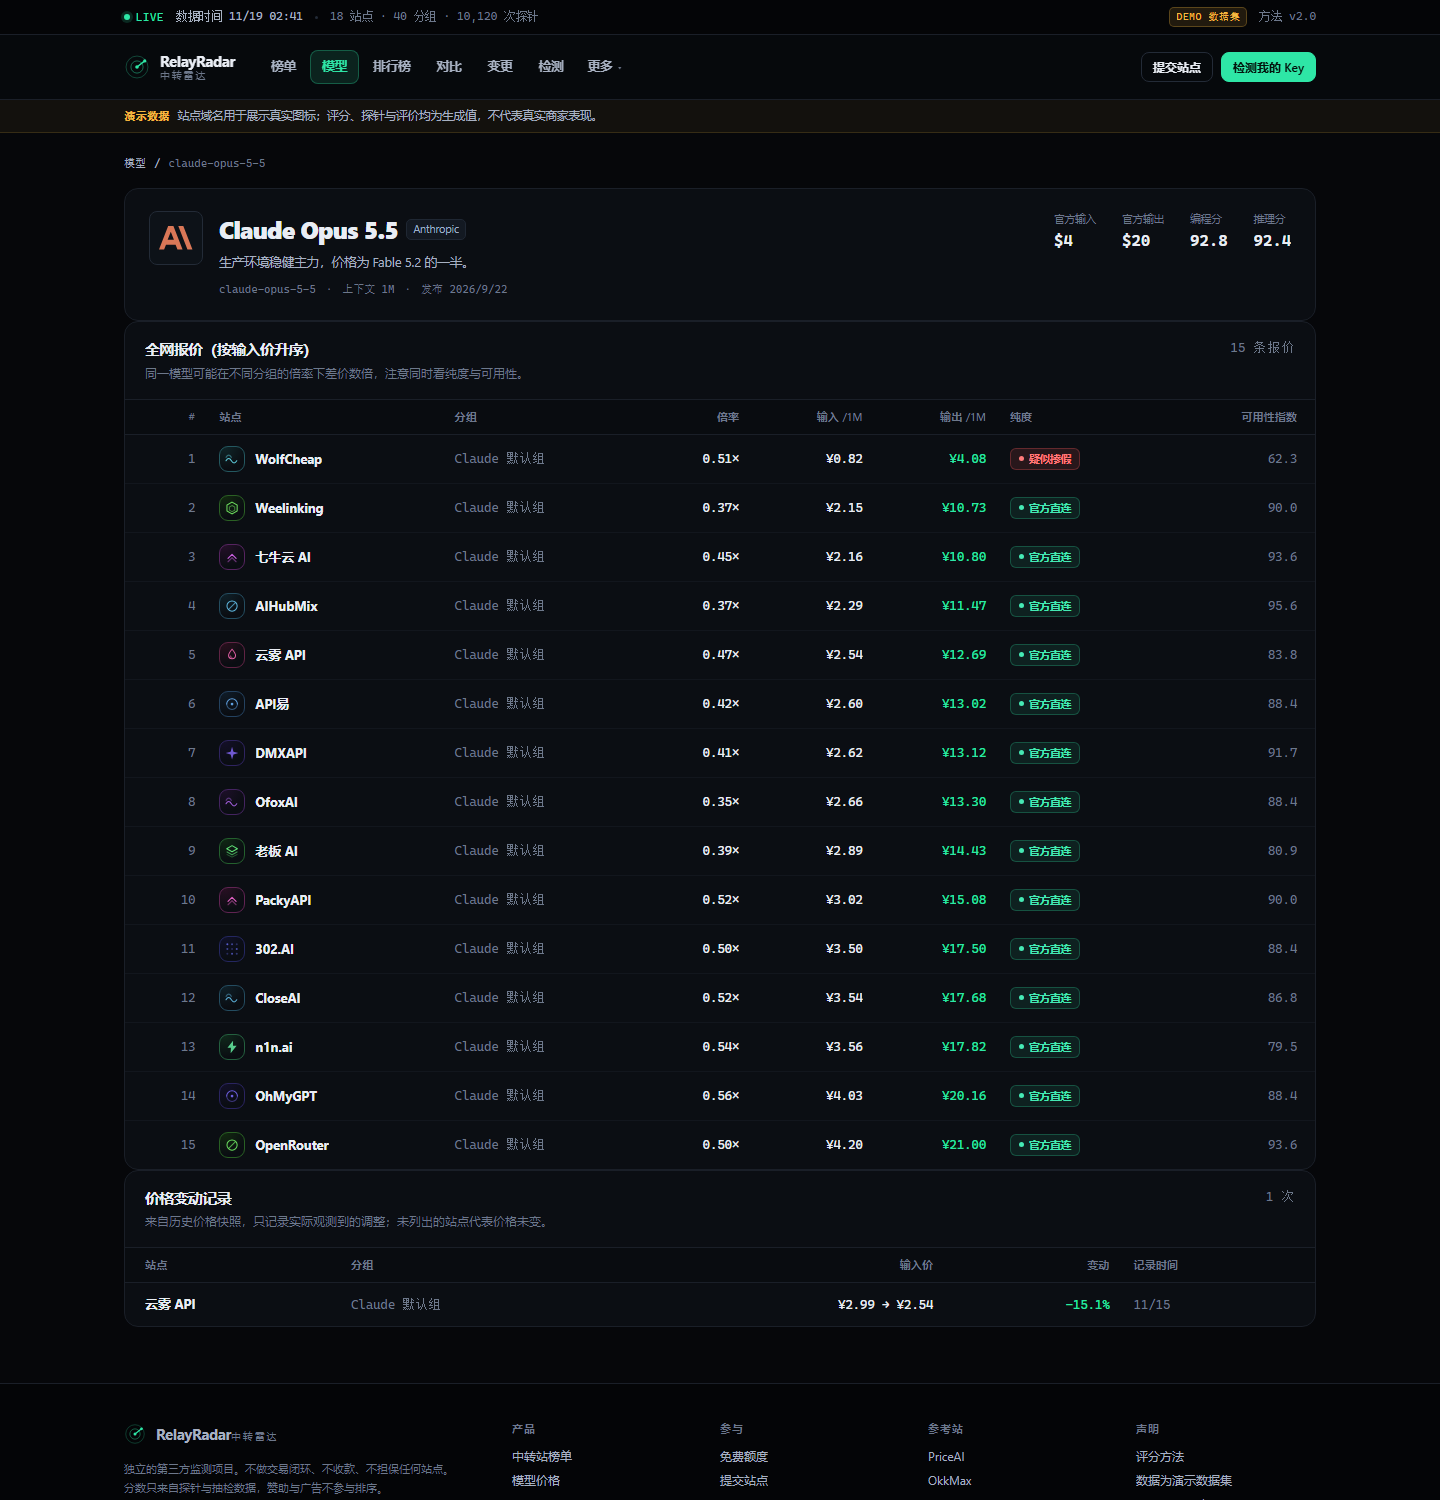 LIVE 数据时间 11/19 02:41 · 18 站点 · 40 分组 · 10,120 次探针 DEMO 数据集 方法 v2.0
RelayRadar 中转雷达 榜单 模型 排行榜 对比 变更 检测 更多 提交站点 检测我的 Key
演示数据 站点域名用于展示真实图标；评分、探针与评价均为生成值，不代表真实商家表现。
模型 / claude-opus-5-5
Claude Opus 5.5 Anthropic
生产环境稳健主力，价格为 Fable 5.2 的一半。
claude-opus-5-5 · 上下文 1M · 发布 2026/9/22
官方输入 官方输出 编程分 推理分
$4 $20 92.8 92.4
全网报价（按输入价升序） 15 条报价
同一模型可能在不同分组的倍率下差价数倍，注意同时看纯度与可用性。
# 站点 分组 倍率 输入 /1M 输出 /1M 纯度 可用性指数
1 WolfCheap Claude 默认组 0.51× ¥0.82 ¥4.08 疑似掺假 62.3
2 Weelinking Claude 默认组 0.37× ¥2.15 ¥10.73 官方直连 90.0
3 七牛云 AI Claude 默认组 0.45× ¥2.16 ¥10.80 官方直连 93.6
4 AIHubMix Claude 默认组 0.37× ¥2.29 ¥11.47 官方直连 95.6
5 云雾 API Claude 默认组 0.47× ¥2.54 ¥12.69 官方直连 83.8
6 API易 Claude 默认组 0.42× ¥2.60 ¥13.02 官方直连 88.4
7 DMXAPI Claude 默认组 0.41× ¥2.62 ¥13.12 官方直连 91.7
8 OfoxAI Claude 默认组 0.35× ¥2.66 ¥13.30 官方直连 88.4
9 老板 AI Claude 默认组 0.39× ¥2.89 ¥14.43 官方直连 80.9
10 PackyAPI Claude 默认组 0.52× ¥3.02 ¥15.08 官方直连 90.0
11 302.AI Claude 默认组 0.50× ¥3.50 ¥17.50 官方直连 88.4
12 CloseAI Claude 默认组 0.52× ¥3.54 ¥17.68 官方直连 86.8
13 n1n.ai Claude 默认组 0.54× ¥3.56 ¥17.82 官方直连 79.5
14 OhMyGPT Claude 默认组 0.56× ¥4.03 ¥20.16 官方直连 88.4
15 OpenRouter Claude 默认组 0.50× ¥4.20 ¥21.00 官方直连 93.6
价格变动记录 1 次
来自历史价格快照，只记录实际观测到的调整；未列出的站点代表价格未变。
站点 分组 输入价 变动 记录时间
云雾 API Claude 默认组 ¥2.99 → ¥2.54 −15.1% 11/15
RelayRadar中转雷达
独立的第三方监测项目。不做交易闭环、不收款、不担保任何站点。
分数只来自探针与抽检数据，赞助与广告不参与排序。
产品
中转站榜单
模型价格
参与
免费额度
提交站点
参考站
PriceAI
OkkMax
声明
评分方法
数据为演示数据集